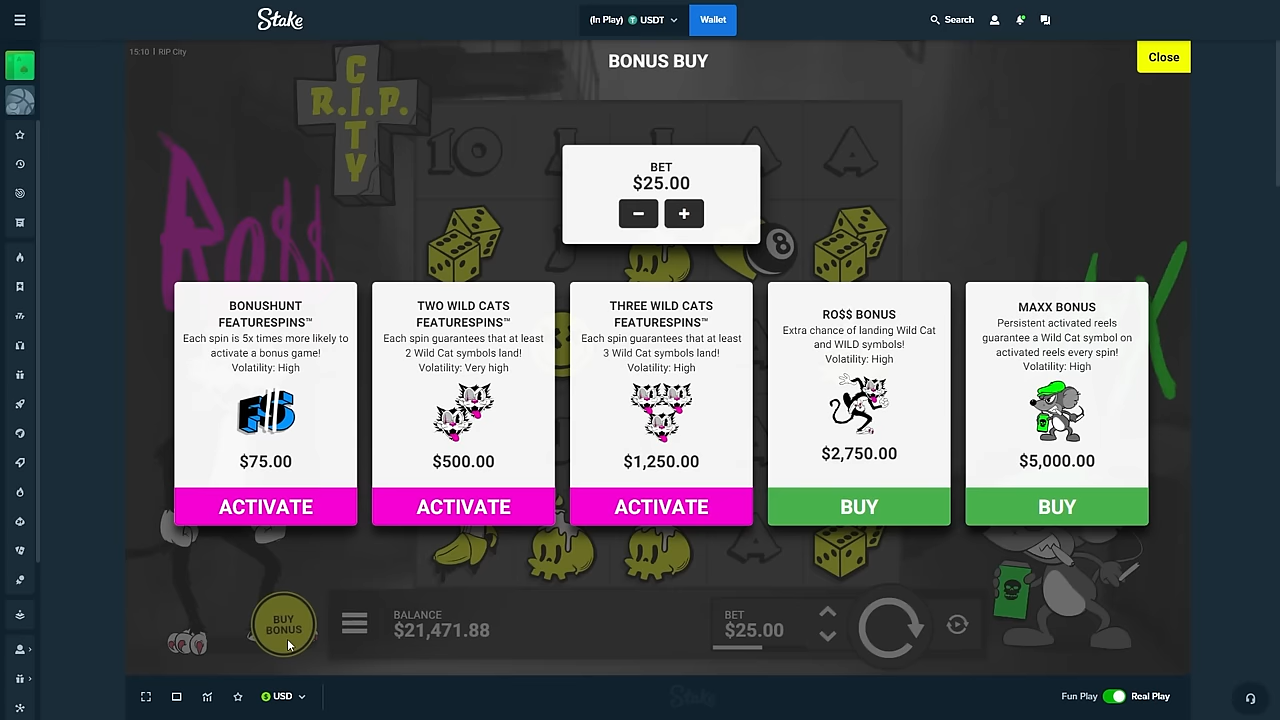 Stake
(In Play) USDT
Wallet
Search
15:10 | RIP City
BONUS BUY
Close
CITY
R.I.P.
10 J J A A
Ro$$
BET
$25.00
− +
8
BONUSHUNT
FEATURESPINS™
Each spin is 5x times more likely to
activate a bonus game!
Volatility: High
FS
$75.00
ACTIVATE
TWO WILD CATS
FEATURESPINS™
Each spin guarantees that at least
2 Wild Cat symbols land!
Volatility: Very high
$500.00
ACTIVATE
THREE WILD CATS
FEATURESPINS™
Each spin guarantees that at least
3 Wild Cat symbols land!
Volatility: High
$1,250.00
ACTIVATE
RO$$ BONUS
Extra chance of landing Wild Cat
and WILD symbols!
Volatility: High
$2,750.00
BUY
MAXX BONUS
Persistent activated reels
guarantee a Wild Cat symbol on
activated reels every spin!
Volatility: High
$5,000.00
BUY
A
BUY
BONUS
BALANCE
$21,471.88
BET
$25.00
USD
Stake
Fun Play
Real Play